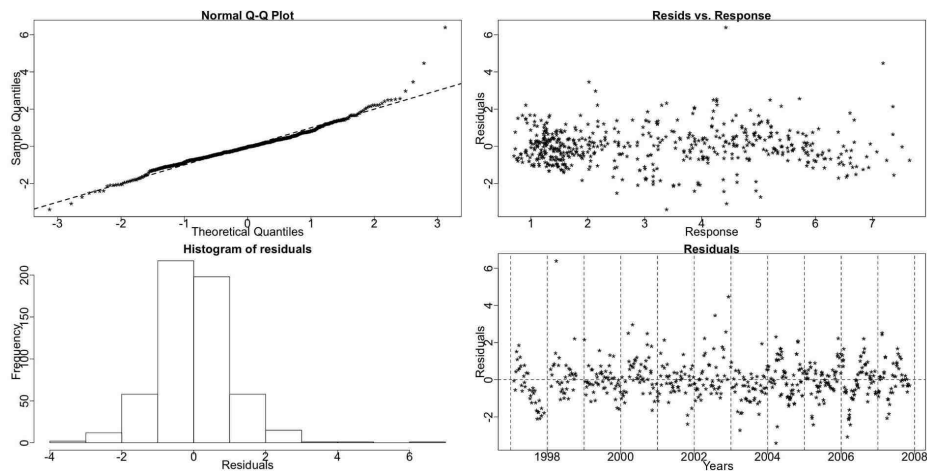 Normal Q-Q Plot
Sample Quantiles
6
4
2
0
-2
-3 -2 -1 0 1 2 3
Theoretical Quantiles
Resids vs. Response
Residuals
6
4
2
0
-2
1 2 3 4 5 6 7
Response
Histogram of residuals
Frequency
200
150
100
50
0
-4 -2 0 2 4 6
Residuals
Residuals
Residuals
6
4
2
0
-2
1998 2000 2002 2004 2006 2008
Years